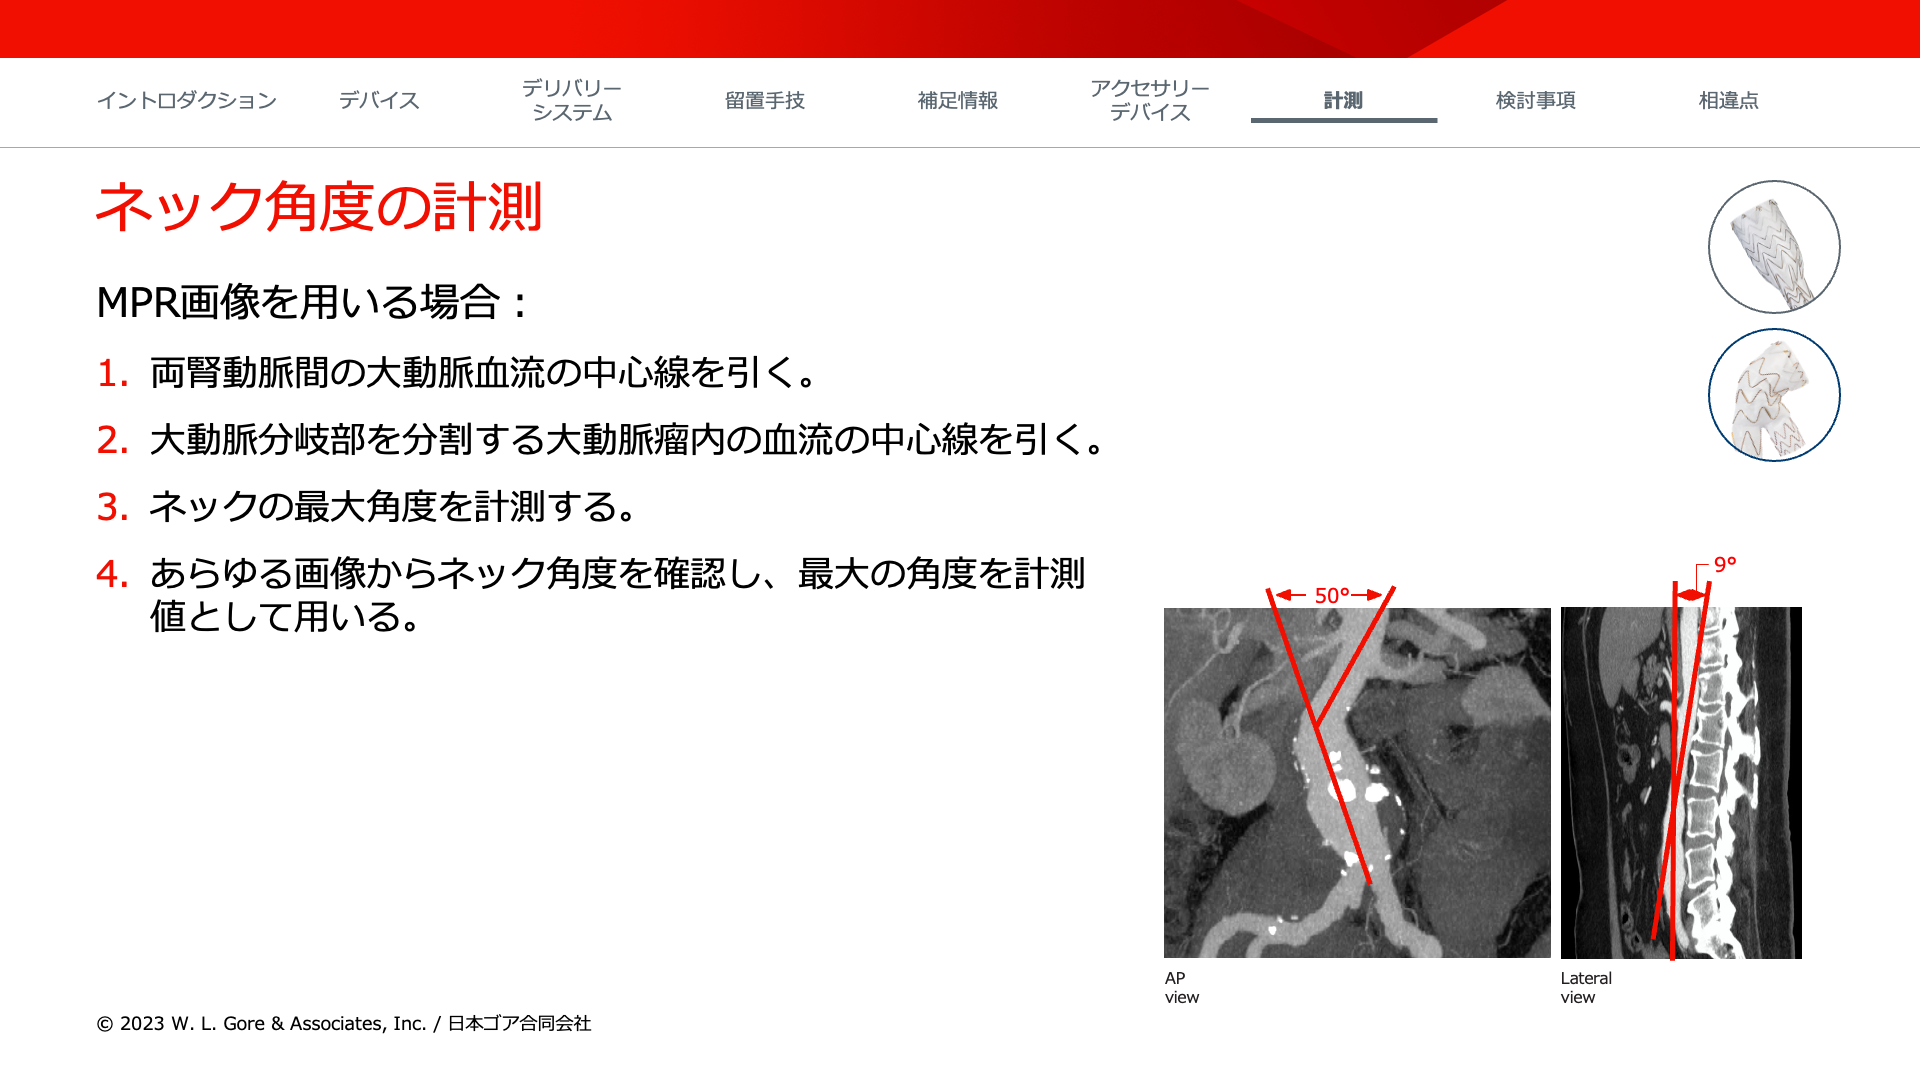 イントロダクション
デバイス
デリバリー
システム
留置手技
補足情報
アクセサリー
デバイス
計測
検討事項
相違点
ネック角度の計測
MPR画像を用いる場合：
1. 両腎動脈間の大動脈血流の中心線を引く。
2. 大動脈分岐部を分割する大動脈瘤内の血流の中心線を引く。
3. ネックの最大角度を計測する。
4. あらゆる画像からネック角度を確認し、最大の角度を計測
値として用いる。
50°
9°
AP
view
Lateral
view
© 2023 W. L. Gore & Associates, Inc. / 日本ゴア合同会社